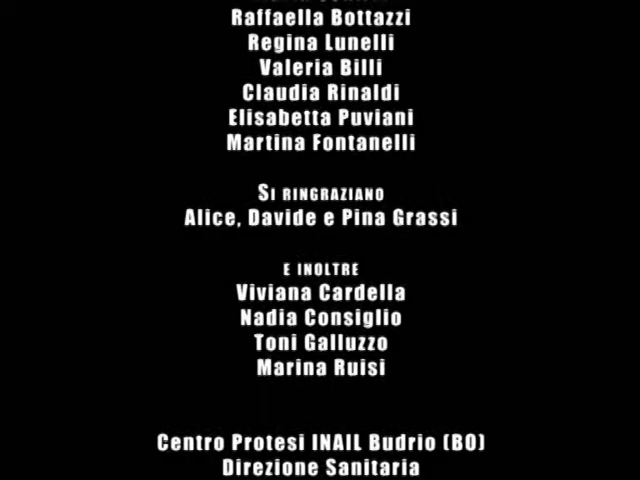 Raffaella Bottazzi
Regina Lunelli
Valeria Billi
Claudia Rinaldi
Elisabetta Puviani
Martina Fontanelli
SI RINGRAZIANO
Alice, Davide e Pina Grassi
E INOLTRE
Viviana Cardella
Nadia Consiglio
Toni Galluzzo
Marina Ruisi
Centro Protesi INAIL Budrio (BO)
Direzione Sanitaria